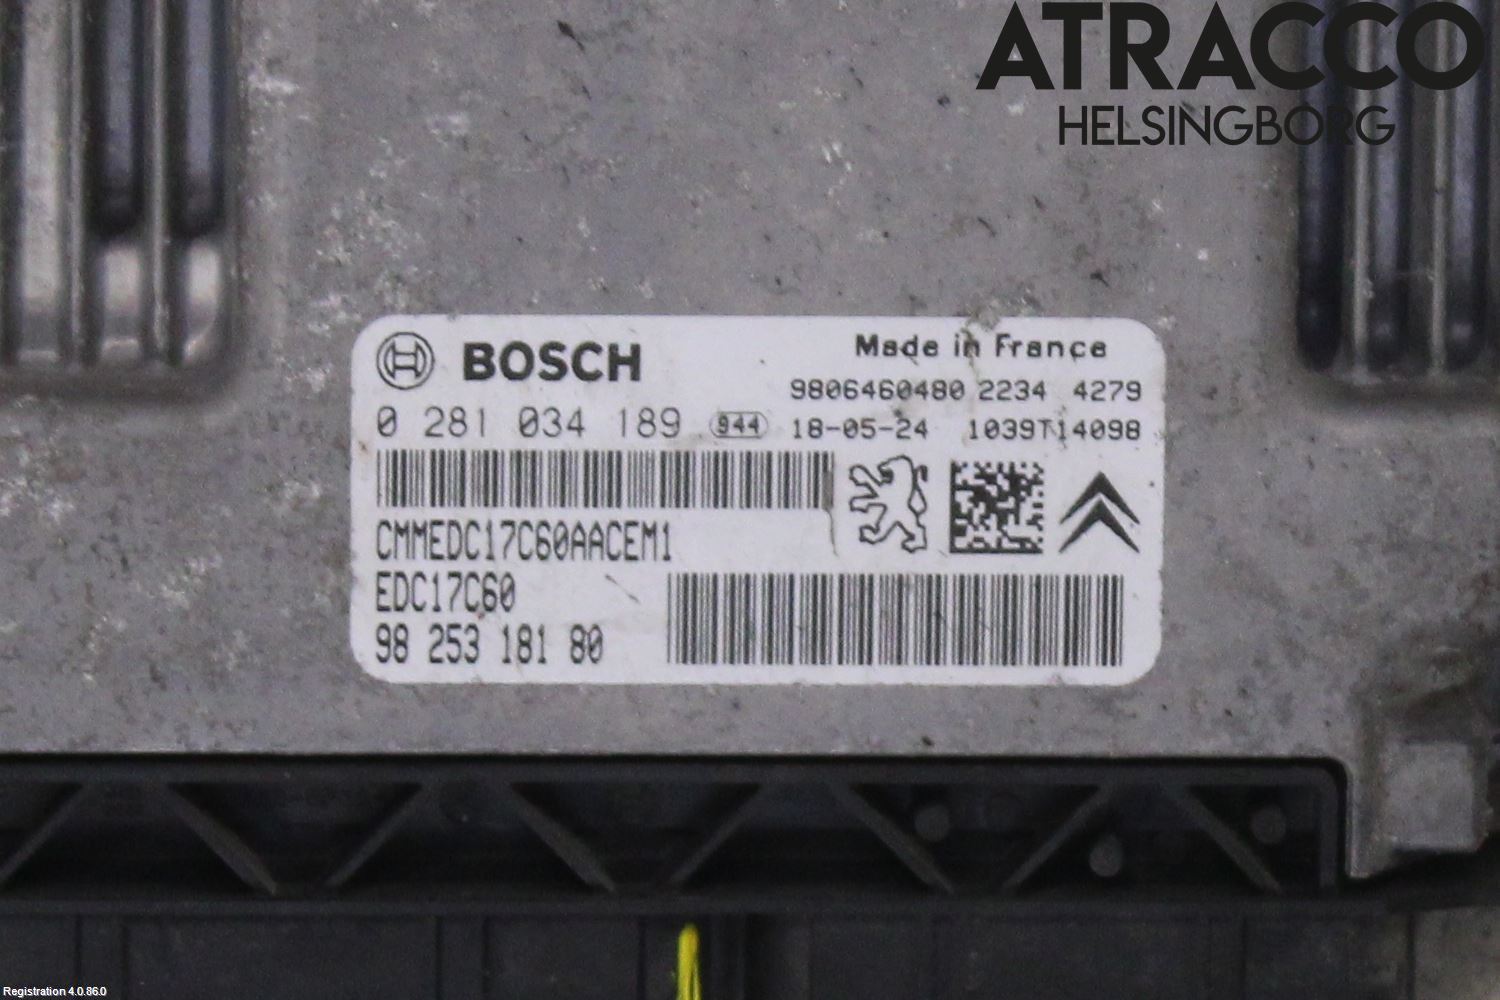 ATRACCO
HELSINGBORG
BOSCH
Made in France
9806460480 2234 4279
0 281 034 189 944 18-05-24 1039T14098
CMMEDC17C60AACEM1
EDC17C60
98 253 181 80
Registration 4.0.86.0